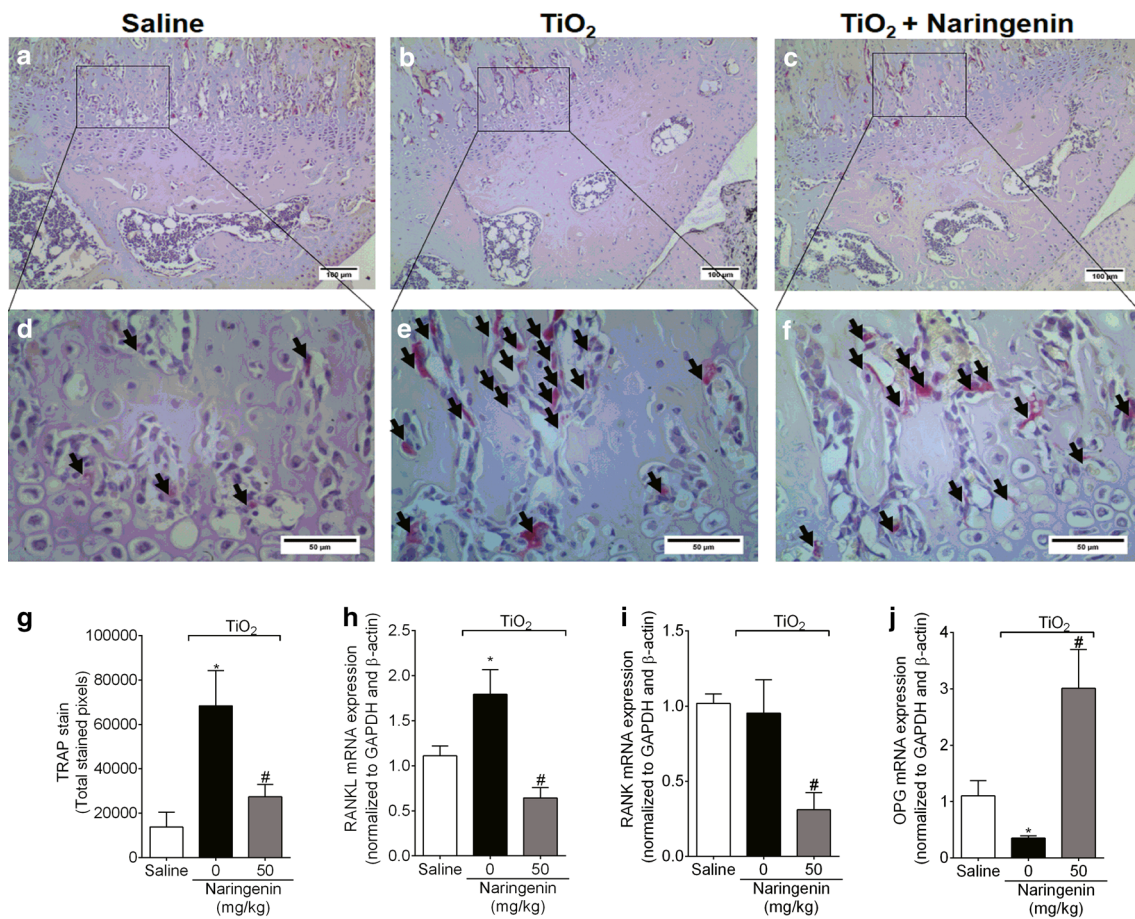 Saline
TiO2
TiO2 + Naringenin
a
b
c
100 µm
100 µm
100 µm
d
e
f
50 µm
50 µm
50 µm
g
TRAP stain
(Total stained pixels)
100000
80000
60000
40000
20000
0
TiO2
*
#
Saline
0
50
Naringenin
(mg/kg)
h
RANKL mRNA expression
(normalized to GAPDH and β-actin)
2.5
2.0
1.5
1.0
0.5
0.0
TiO2
*
#
Saline
0
50
Naringenin
(mg/kg)
i
RANK mRNA expression
(normalized to GAPDH and β-actin)
1.5
1.0
0.5
0.0
TiO2
#
Saline
0
50
Naringenin
(mg/kg)
j
OPG mRNA expression
(normalized to GAPDH and β-actin)
4
3
2
1
0
TiO2
*
#
Saline
0
50
Naringenin
(mg/kg)